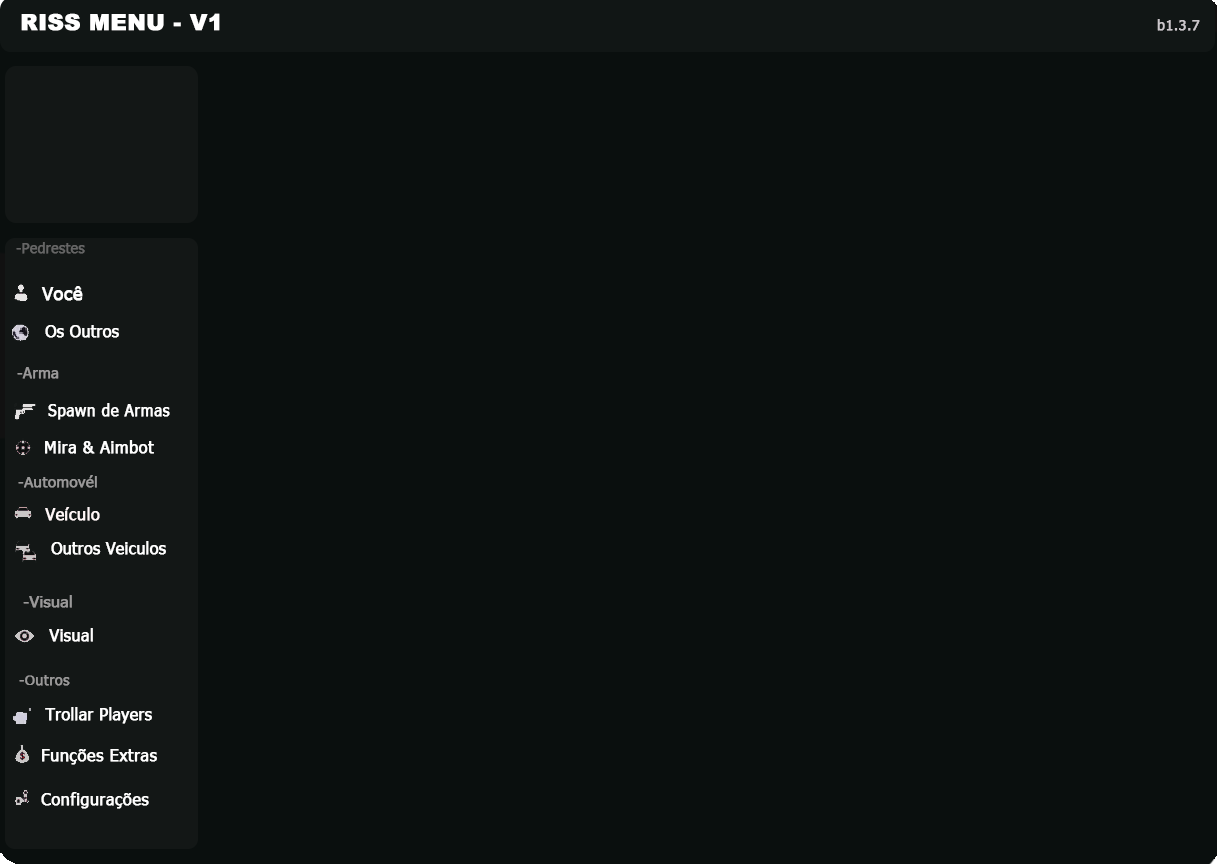 RISS MENU - V1
b1.3.7
-Pedrestes
Você
Os Outros
-Arma
Spawn de Armas
Mira & Aimbot
-Automovél
Veículo
Outros Veiculos
-Visual
Visual
-Outros
Trollar Players
Funções Extras
Configurações